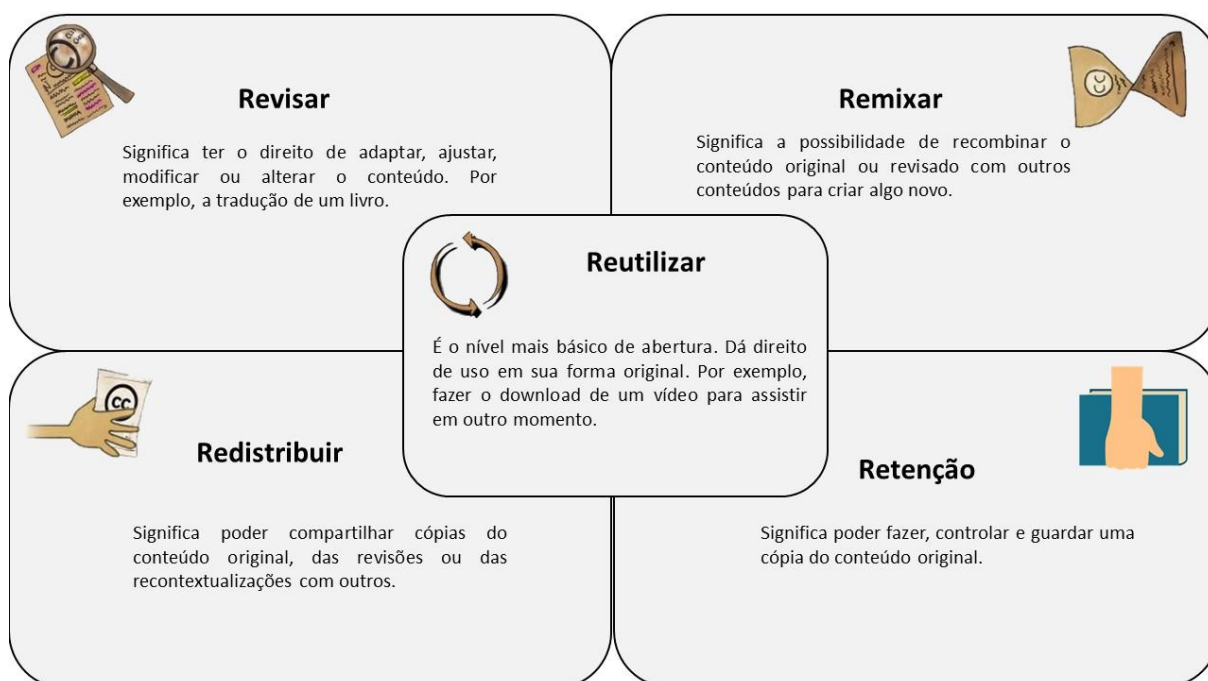 Revisar
Significa ter o direito de adaptar, ajustar,
modificar ou alterar o conteúdo. Por
exemplo, a tradução de um livro.
Remixar
Significa a possibilidade de recombinar o
conteúdo original ou revisado com outros
conteúdos para criar algo novo.
Reutilizar
É o nível mais básico de abertura. Dá direito
de uso em sua forma original. Por exemplo,
fazer o download de um vídeo para assistir
em outro momento.
Redistribuir
Significa poder compartilhar cópias do
conteúdo original, das revisões ou das
recontextualizações com outros.
Retenção
Significa poder fazer, controlar e guardar uma
cópia do conteúdo original.
CC
CC